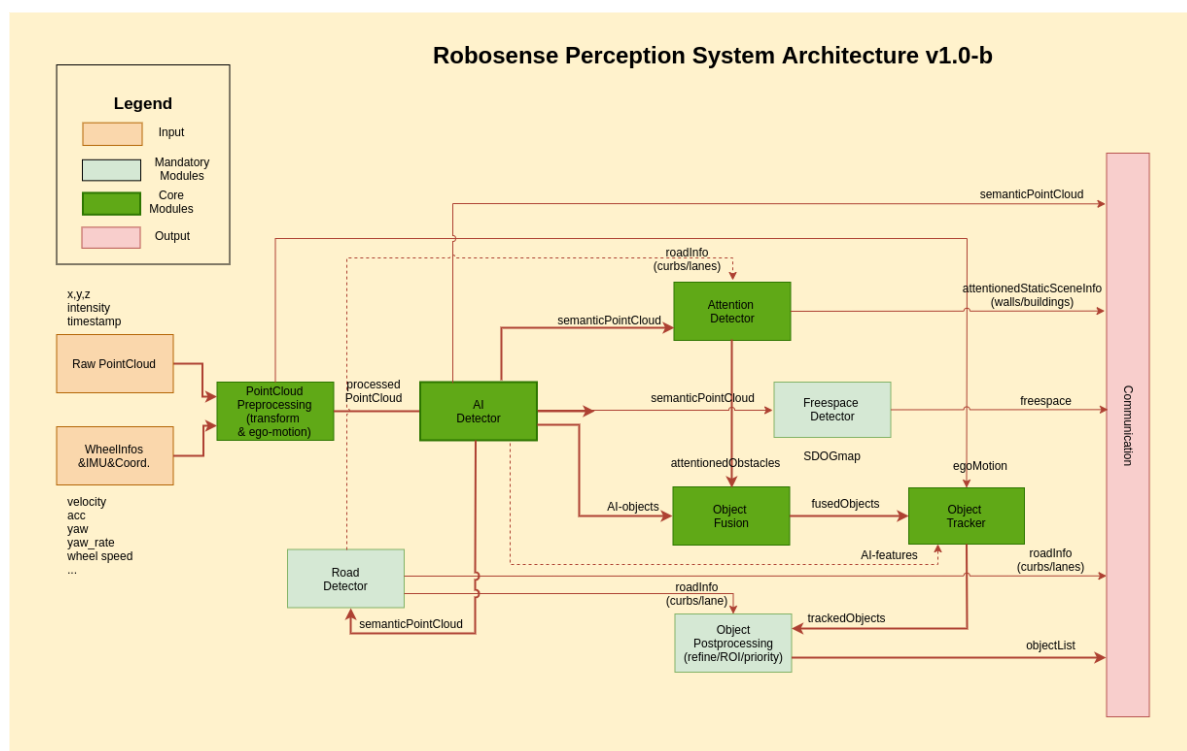 Robosense Perception System Architecture v1.0-b
Legend
Input
Mandatory
Modules
Core
Modules
Output
x,y,z
intensity
timestamp
Raw PointCloud
WheelInfos
&IMU&Coord.
velocity
acc
yaw
yaw_rate
wheel speed
...
PointCloud
Preprocessing
(transform
& ego-motion)
processed
PointCloud
AI
Detector
semanticPointCloud
roadInfo
(curbs/lanes)
semanticPointCloud
Attention
Detector
attentionedStaticSceneInfo
(walls/buildings)
semanticPointCloud
Freespace
Detector
freespace
SDOGmap
attentionedObstacles
egoMotion
AI-objects
Object
Fusion
fusedObjects
Object
Tracker
AI-features
roadInfo
(curbs/lanes)
Road
Detector
roadInfo
(curbs/lane)
semanticPointCloud
trackedObjects
Object
Postprocessing
(refine/ROI/priority)
objectList
Communication